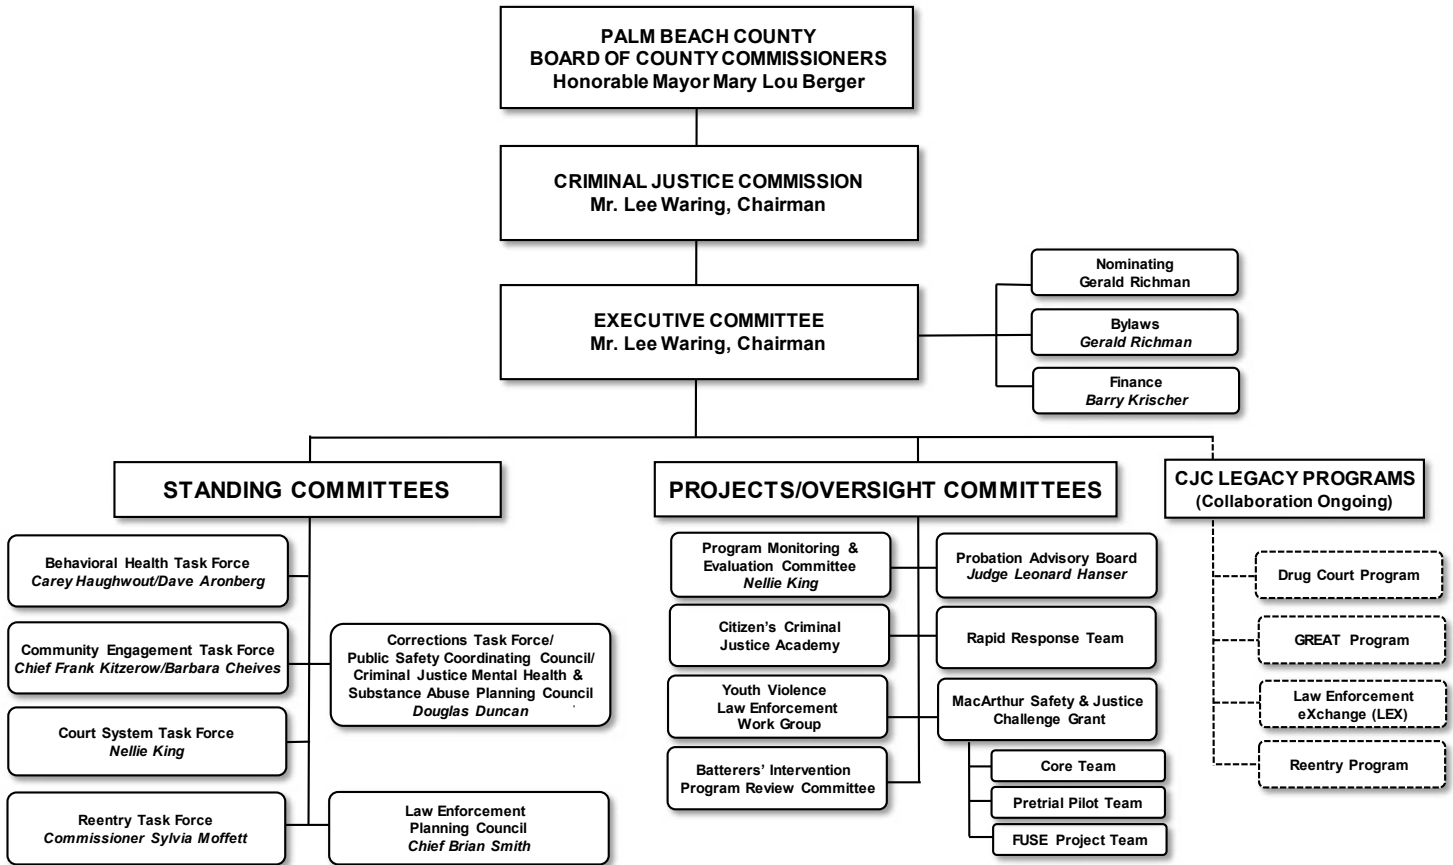 PALM BEACH COUNTY
BOARD OF COUNTY COMMISSIONERS
Honorable Mayor Mary Lou Berger
CRIMINAL JUSTICE COMMISSION
Mr. Lee Waring, Chairman
EXECUTIVE COMMITTEE
Mr. Lee Waring, Chairman
Nominating
Gerald Richman
Bylaws
Gerald Richman
Finance
Barry Krischer
STANDING COMMITTEES
Behavioral Health Task Force
Carey Haughwout/Dave Aronberg
Community Engagement Task Force
Chief Frank Kitzerow/Barbara Cheives
Corrections Task Force/
Public Safety Coordinating Council/
Criminal Justice Mental Health &
Substance Abuse Planning Council
Douglas Duncan
Court System Task Force
Nellie King
Reentry Task Force
Commissioner Sylvia Moffett
Law Enforcement
Planning Council
Chief Brian Smith
PROJECTS/OVERSIGHT COMMITTEES
Program Monitoring &
Evaluation Committee
Nellie King
Probation Advisory Board
Judge Leonard Hanser
Citizen's Criminal
Justice Academy
Rapid Response Team
Youth Violence
Law Enforcement
Work Group
MacArthur Safety & Justice
Challenge Grant
Batterers' Intervention
Program Review Committee
Core Team
Pretrial Pilot Team
FUSE Project Team
CJC LEGACY PROGRAMS
(Collaboration Ongoing)
Drug Court Program
GREAT Program
Law Enforcement
eXchange (LEX)
Reentry Program